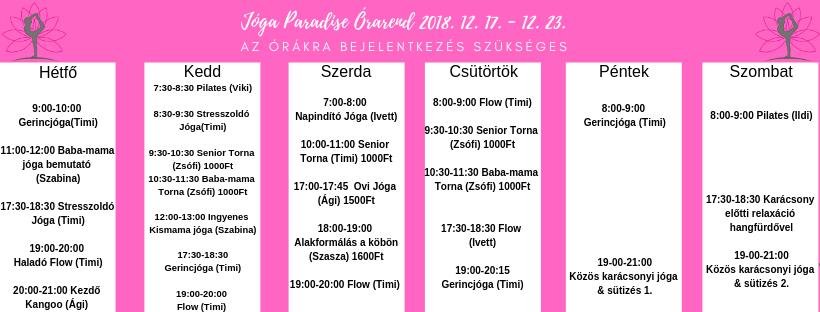 Jóga Paradise Órarend 2018. 12. 17. - 12. 23.
AZ ÓRÁKRA BEJELENTKEZÉS SZÜKSÉGES
Hétfő
9:00-10:00
Gerincjóga(Timi)
11:00-12:00 Baba-mama
jóga bemutató
(Szabina)
17:30-18:30 Stresszoldó
Jóga (Timi)
19:00-20:00
Haladó Flow (Timi)
20:00-21:00 Kezdő
Kangoo (Ági)
Kedd
7:30-8:30 Pilates (Viki)
8:30-9:30 Stresszoldó
Jóga(Timi)
9:30-10:30 Senior Torna
(Zsófi) 1000Ft
10:30-11:30 Baba-mama
Torna (Zsófi) 1000Ft
12:00-13:00 Ingyenes
Kismama jóga (Szabina)
17:30-18:30
Gerincjóga (Timi)
19:00-20:00
Flow (Timi)
Szerda
7:00-8:00
Napindító Jóga (Ivett)
10:00-11:00 Senior
Torna (Timi) 1000Ft
17:00-17:45 Ovi Jóga
(Ági) 1500Ft
18:00-19:00
Alakformálás a köbön
(Szasza) 1600Ft
19:00-20:00 Flow (Timi)
Csütörtök
8:00-9:00 Flow (Timi)
9:30-10:30 Senior Torna
(Zsófi) 1000Ft
10:30-11:30 Baba-mama
Torna (Zsófi) 1000Ft
17:30-18:30 Flow
(Ivett)
19:00-20:15
Gerincjóga (Timi)
Péntek
8:00-9:00
Gerincjóga (Timi)
19-00-21:00
Közös karácsonyi jóga
& sütizés 1.
Szombat
8:00-9:00 Pilates (Ildi)
17:30-18:30 Karácsony
előtti relaxáció
hangfürdővel
19-00-21:00
Közös karácsonyi jóga
& sütizés 2.